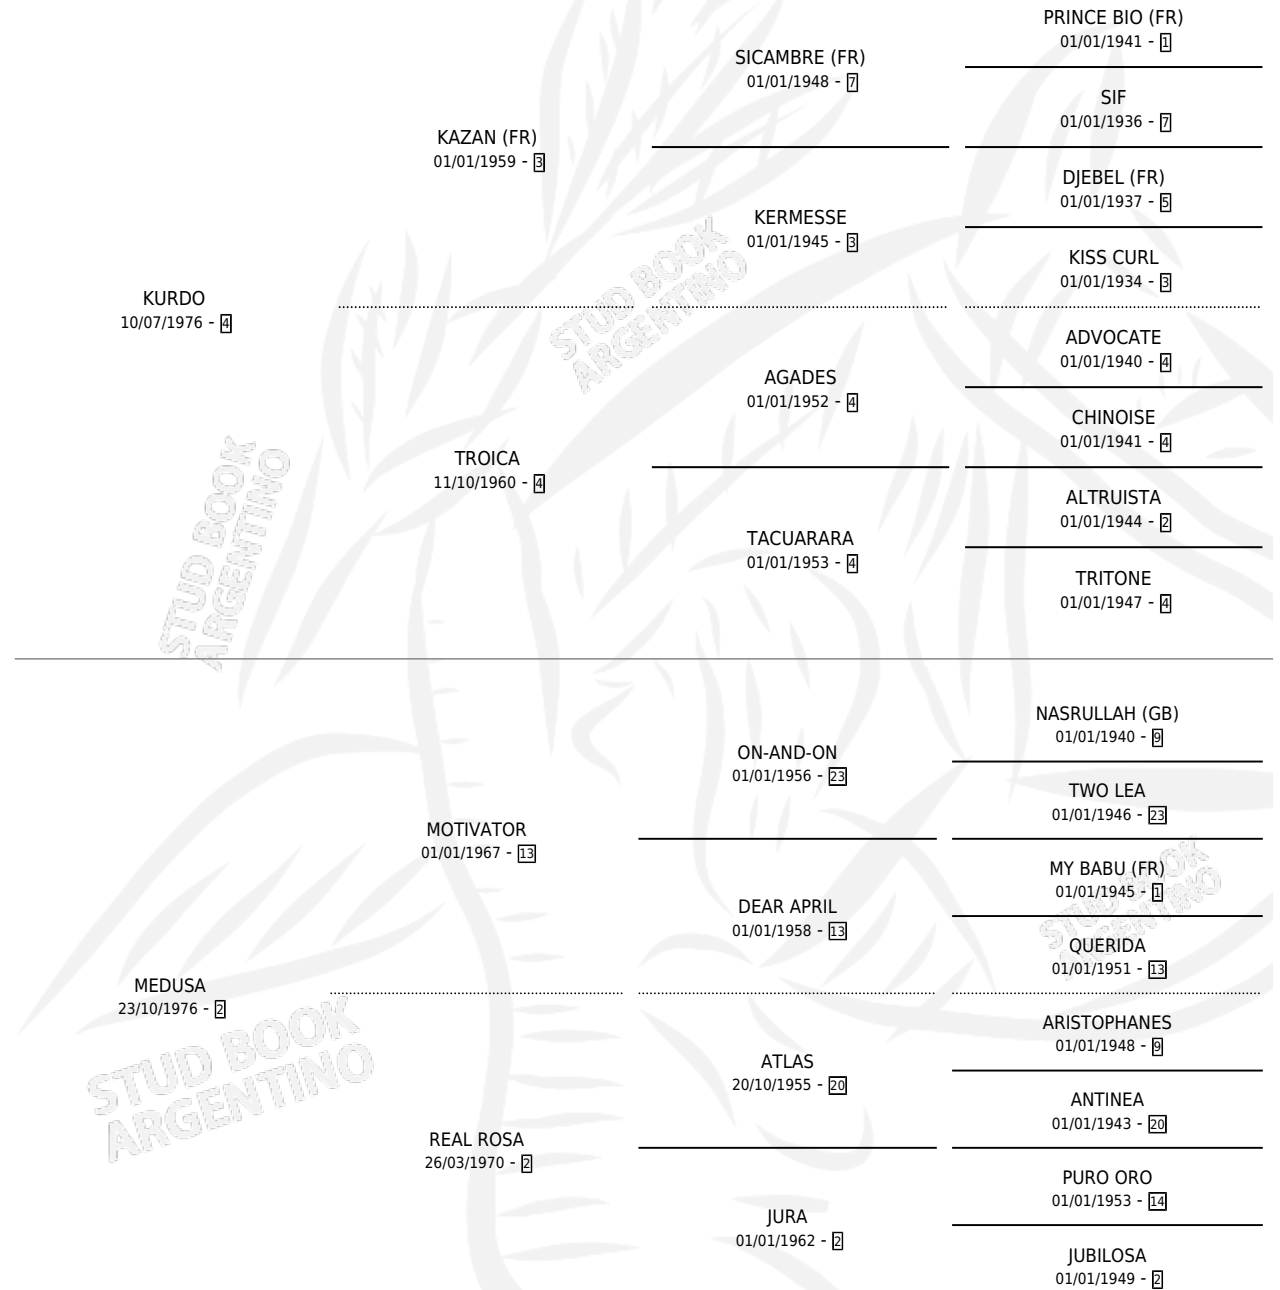 PRINCE BIO (FR)
01/01/1941 - 1
SICAMBRE (FR)
01/01/1948 - 7
SIF
01/01/1936 - 7
KAZAN (FR)
01/01/1959 - 3
DJEBEL (FR)
01/01/1937 - 5
KERMESSE
01/01/1945 - 3
KISS CURL
01/01/1934 - 3
KURDO
10/07/1976 - 4
STUD BOOK
ARGENTINO
ADVOCATE
01/01/1940 - 4
AGADES
01/01/1952 - 4
CHINOISE
01/01/1941 - 4
TROICA
11/10/1960 - 4
ALTRUISTA
01/01/1944 - 2
TACUARARA
01/01/1953 - 4
TRITONE
01/01/1947 - 4
STUD BOOK
ARGENTINO
NASRULLAH (GB)
01/01/1940 - 9
ON-AND-ON
01/01/1956 - 23
TWO LEA
01/01/1946 - 23
MOTIVATOR
01/01/1967 - 13
MY BABU (FR)
01/01/1945 - 1
DEAR APRIL
01/01/1958 - 13
QUERIDA
01/01/1951 - 13
STUD BOOK
ARGENTINO
MEDUSA
23/10/1976 - 2
ARISTOPHANES
01/01/1948 - 9
ATLAS
20/10/1955 - 20
ANTINEA
01/01/1943 - 20
STUD BOOK
ARGENTINO
REAL ROSA
26/03/1970 - 2
PURO ORO
01/01/1953 - 14
JURA
01/01/1962 - 2
JUBILOSA
01/01/1949 - 2